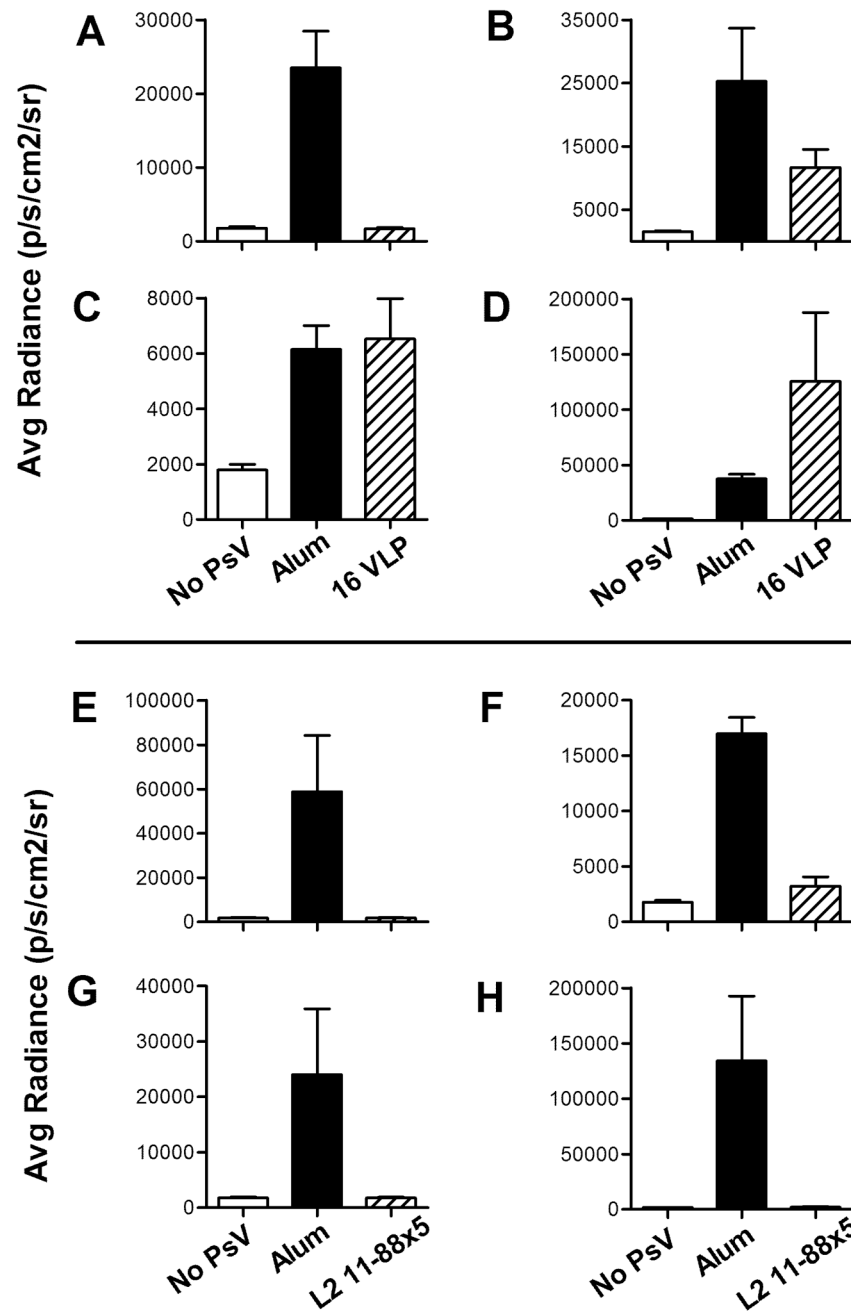 A
30000
20000
10000
0
B
35000
25000
15000
5000
Avg Radiance (p/s/cm2/sr)
C
8000
6000
4000
2000
0
No PsV
Alum
16 VLP
D
200000
150000
100000
50000
0
No PsV
Alum
16 VLP
E
100000
80000
60000
40000
20000
0
F
20000
15000
10000
5000
0
Avg Radiance (p/s/cm2/sr)
G
40000
30000
20000
10000
0
No PsV
Alum
L2 11-88x5
H
200000
150000
100000
50000
0
No PsV
Alum
L2 11-88x5